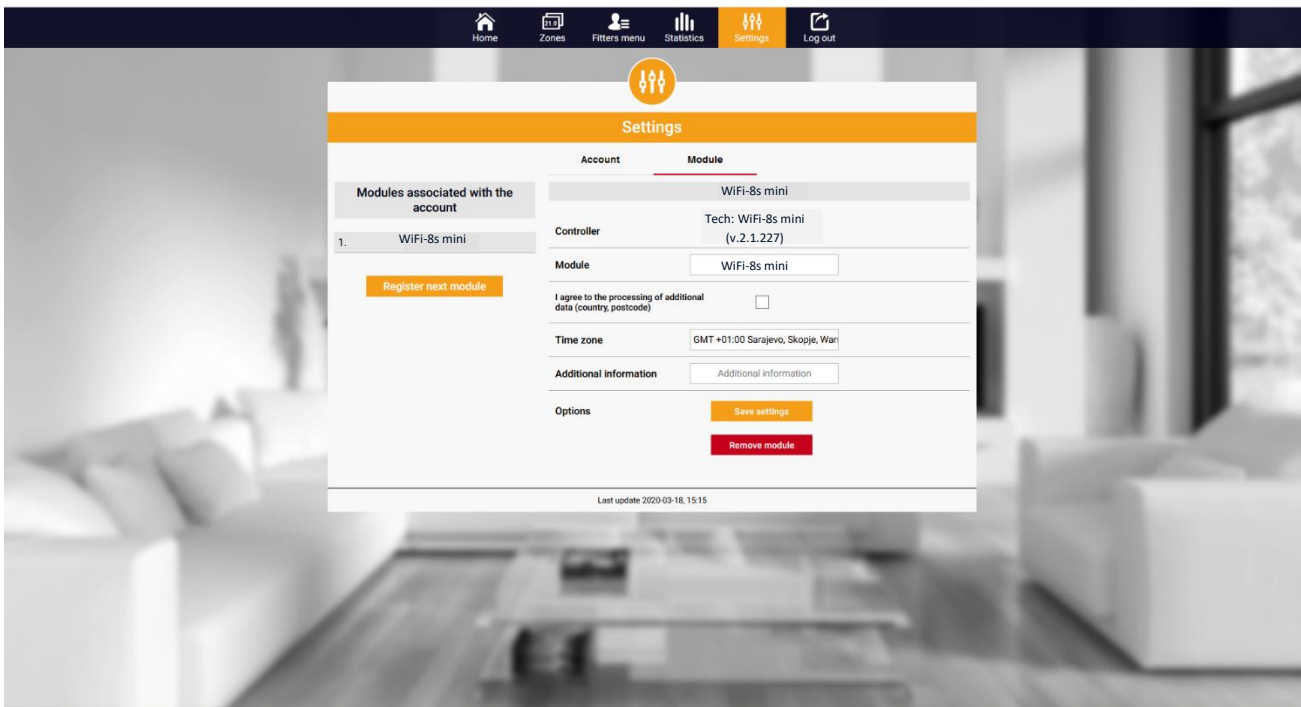 21.0
Home
Zones
Fitters menu
Statistics
Settings
Log out
Settings
Account
Module
Modules associated with the
account
1.
WiFi-8s mini
Register next module
WiFi-8s mini
Controller
Tech: WiFi-8s mini
(v.2.1.227)
Module
WiFi-8s mini
I agree to the processing of additional
data (country, postcode)
Time zone
GMT +01:00 Sarajevo, Skopje, War
Additional information
Additional information
Options
Save settings
Remove module
Last update 2020-03-18, 15:15